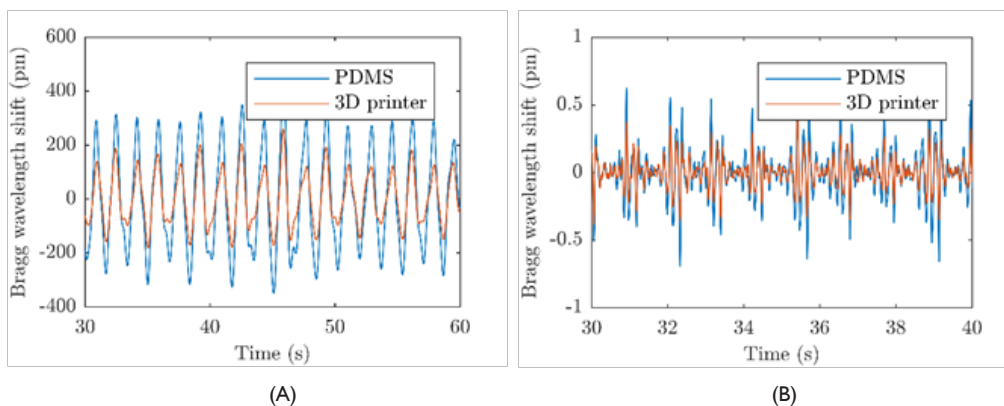 600
400
200
0
-200
-400
30
40
50
60
Bragg wavelength shift (pm)
Time (s)
PDMS
3D printer
(A)
1
0.5
0
-0.5
-1
30
32
34
36
38
40
Bragg wavelength shift (pm)
Time (s)
PDMS
3D printer
(B)